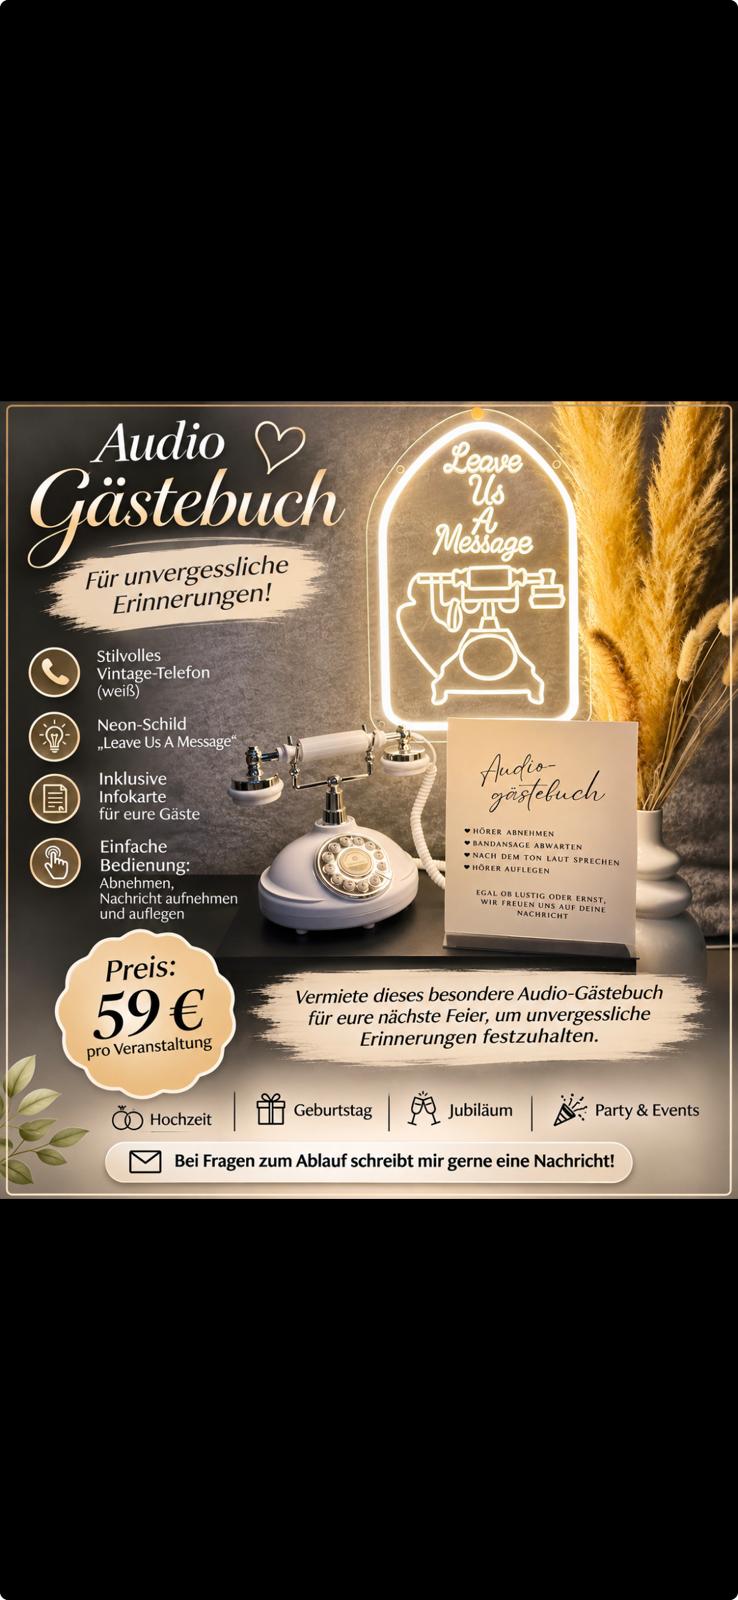 Audio
Gästebuch
Für unvergessliche
Erinnerungen!
Stilvolles
Vintage-Telefon
(weiß)
Neon-Schild
„Leave Us A Message“
Inklusive
Infokarte
für eure Gäste
Einfache
Bedienung:
Abnehmen,
Nachricht aufnehmen
und auflegen
Leave
Us
A
Message
Audio-
gästebuch
♥ HÖRER ABNEHMEN
♥ BANDANSAGE ABWARTEN
♥ NACH DEM TON LAUT SPRECHEN
♥ HÖRER AUFLEGEN
EGAL OB LUSTIG ODER ERNST,
WIR FREUEN UNS AUF DEINE
NACHRICHT
Preis:
59 €
pro Veranstaltung
Vermiete dieses besondere Audio-Gästebuch
für eure nächste Feier, um unvergessliche
Erinnerungen festzuhalten.
Hochzeit
Geburtstag
Jubiläum
Party & Events
Bei Fragen zum Ablauf schreibt mir gerne eine Nachricht!